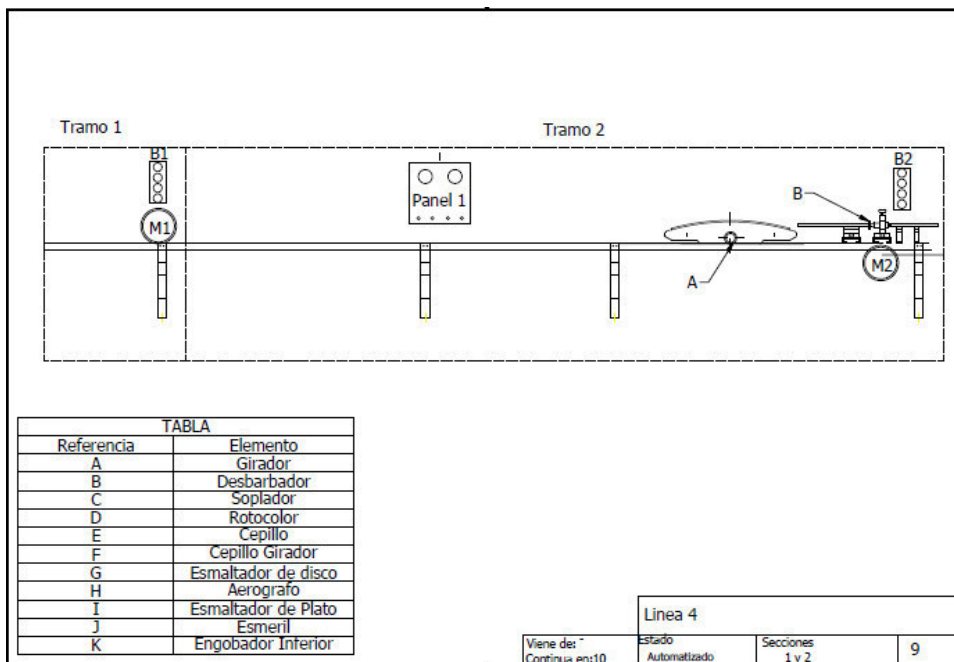 Tramo 1
Tramo 2
B1
B2
Panel 1
B
M1
M2
A
TABLA
Referencia Elemento
A Girador
B Desbarbador
C Soplador
D Rotocolor
E Cepillo
F Cepillo Girador
G Esmaltador de disco
H Aerografo
I Esmaltador de Plato
J Esmeril
K Engobador Inferior
Linea 4
Viene de: - Estado Secciones 9
Continua en:10 Automatizado 1 y 2